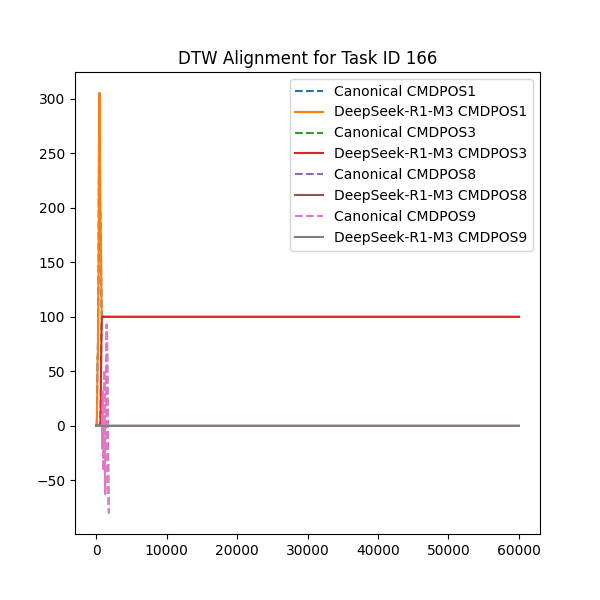 DTW Alignment for Task ID 166
Canonical CMDPOS1
DeepSeek-R1-M3 CMDPOS1
Canonical CMDPOS3
DeepSeek-R1-M3 CMDPOS3
Canonical CMDPOS8
DeepSeek-R1-M3 CMDPOS8
Canonical CMDPOS9
DeepSeek-R1-M3 CMDPOS9
300
250
200
150
100
50
0
−50
0 10000 20000 30000 40000 50000 60000